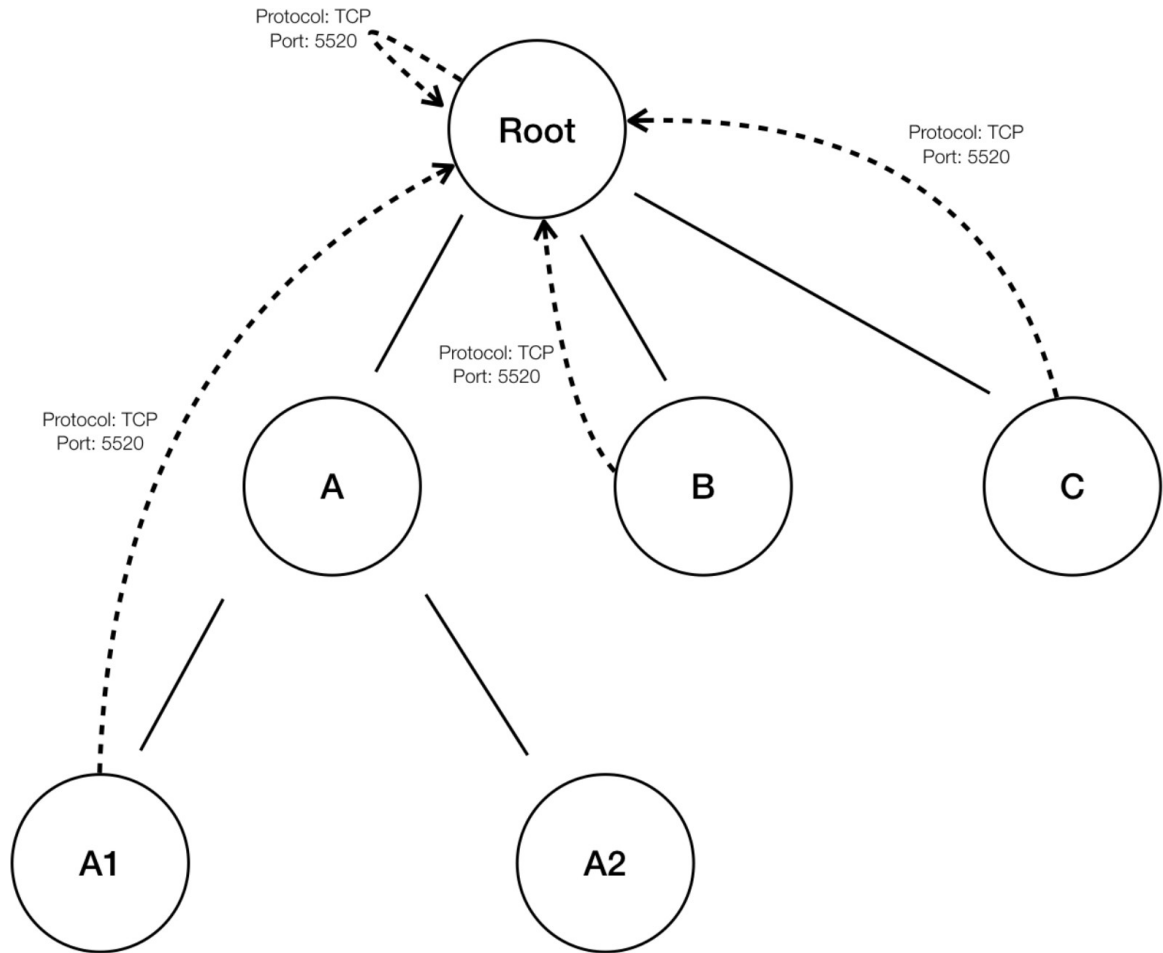 Protocol: TCP
Port: 5520
Root
Protocol: TCP
Port: 5520
Protocol: TCP
Port: 5520
Protocol: TCP
Port: 5520
A
B
C
A1
A2